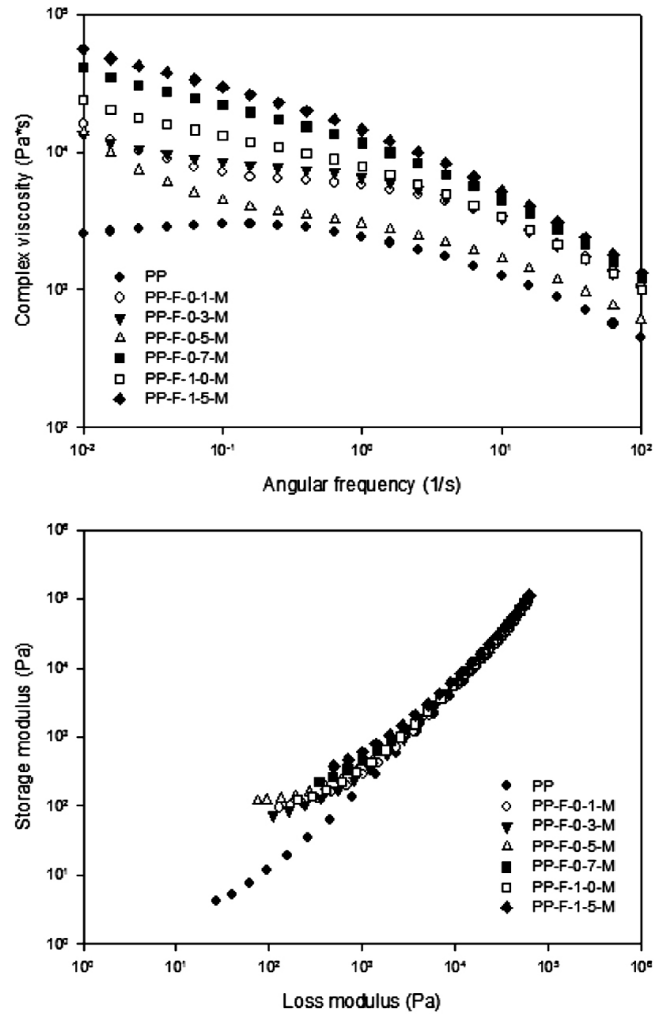 10⁵
10⁴
10³
10²
Complex viscosity (Pa*s)
PP
PP-F-0-1-M
PP-F-0-3-M
PP-F-0-5-M
PP-F-0-7-M
PP-F-1-0-M
PP-F-1-5-M
10⁻² 10⁻¹ 10⁰ 10¹ 10²
Angular frequency (1/s)
10⁶
10⁵
10⁴
10³
10²
10¹
10⁰
Storage modulus (Pa)
PP
PP-F-0-1-M
PP-F-0-3-M
PP-F-0-5-M
PP-F-0-7-M
PP-F-1-0-M
PP-F-1-5-M
10⁰ 10¹ 10² 10³ 10⁴ 10⁵ 10⁶
Loss modulus (Pa)